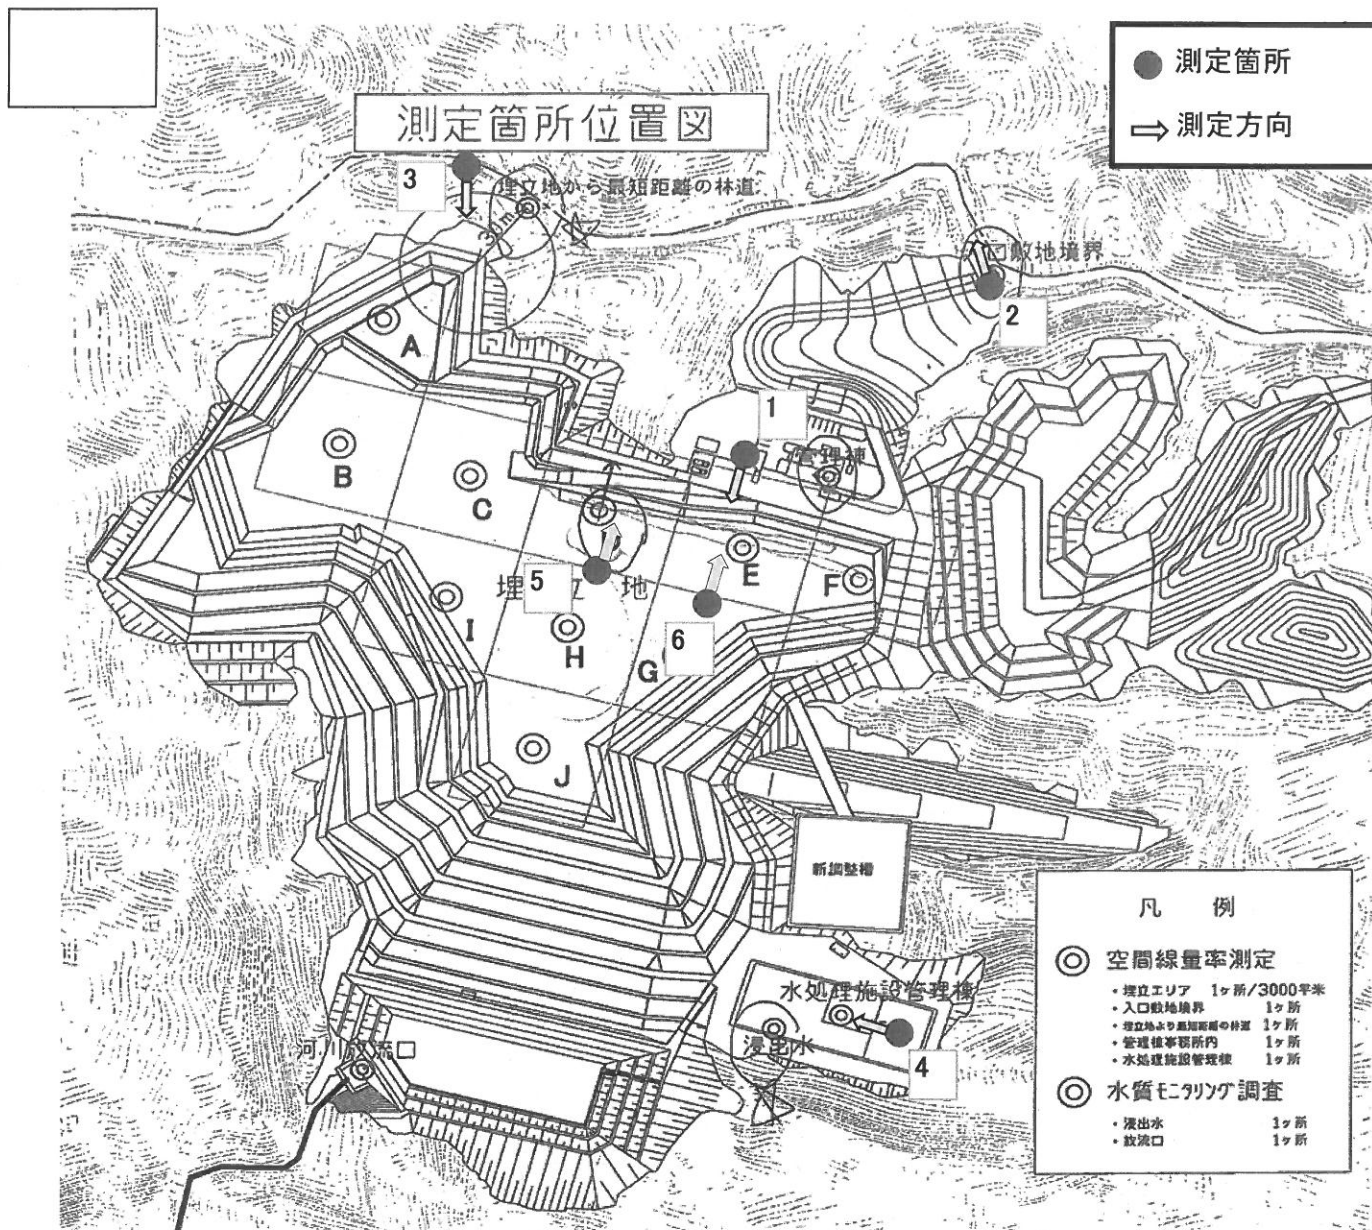 測定箇所
測定方向
測定箇所位置図
3
埋立地から最短距離の林道
30m
敷地境界
2
A
1
管理棟
B
C
E
F
埋 立 地
5
6
I
H
G
J
新調整槽
水処理施設管理棟
浸出水
4
河川放流口
凡 例
空間線量率測定
・埋立エリア 1ヶ所/3000平米
・入口敷地境界 1ヶ所
・埋立地より最短距離の林道 1ヶ所
・管理棟事務所内 1ヶ所
・水処理施設管理棟 1ヶ所
水質モニタリング調査
・浸出水 1ヶ所
・放流口 1ヶ所